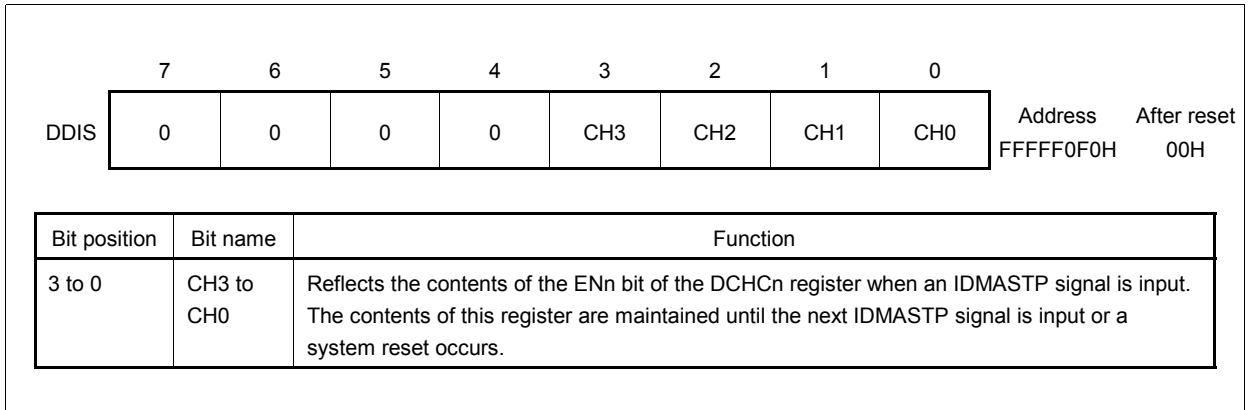 7 6 5 4 3 2 1 0
DDIS 0 0 0 0 CH3 CH2 CH1 CH0 Address After reset
FFFFF0F0H 00H
Bit position Bit name Function
3 to 0 CH3 to Reflects the contents of the ENn bit of the DCHCn register when an IDMASTP signal is input.
CH0 The contents of this register are maintained until the next IDMASTP signal is input or a
system reset occurs.